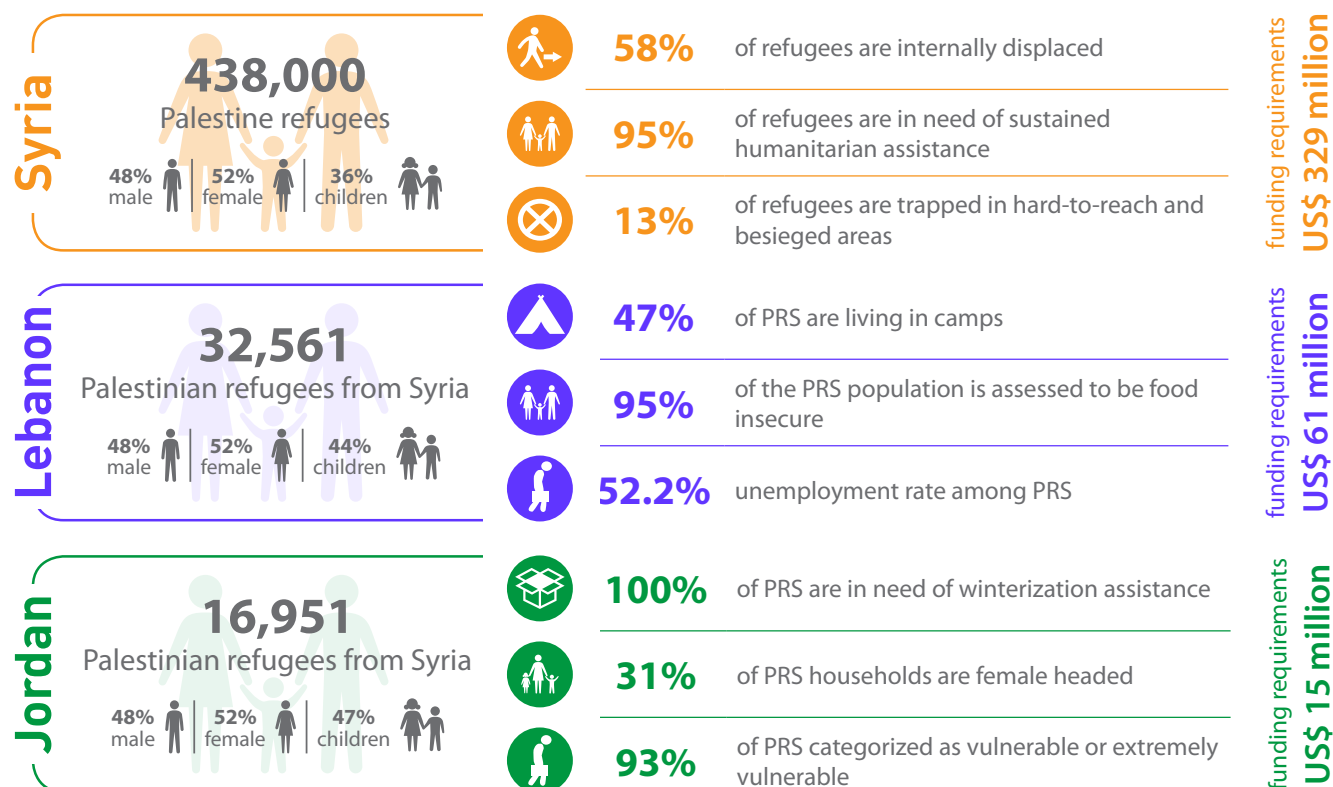 Syria
438,000
Palestine refugees
48%
male
52%
female
36%
children
58%
of refugees are internally displaced
95%
of refugees are in need of sustained
humanitarian assistance
13%
of refugees are trapped in hard-to-reach and
besieged areas
funding requirements
US$ 329 million
Lebanon
32,561
Palestinian refugees from Syria
48%
male
52%
female
44%
children
47%
of PRS are living in camps
95%
of the PRS population is assessed to be food
insecure
52.2%
unemployment rate among PRS
funding requirements
US$ 61 million
Jordan
16,951
Palestinian refugees from Syria
48%
male
52%
female
47%
children
100%
of PRS are in need of winterization assistance
31%
of PRS households are female headed
93%
of PRS categorized as vulnerable or extremely
vulnerable
funding requirements
US$ 15 million